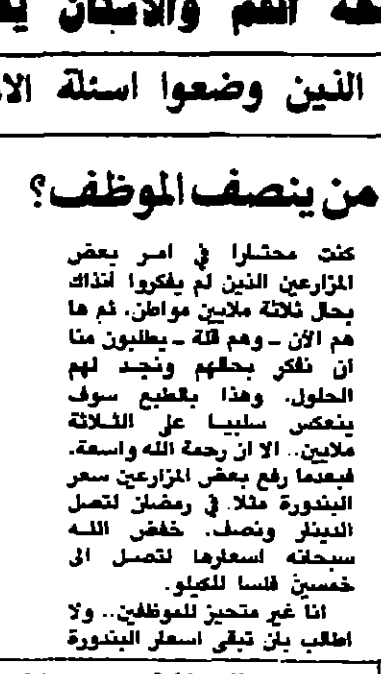 الفم والأسنان
الذين وضعوا اسئلة
من ينصف الموظف؟
كنت محتارا في امر بعض
المزارعين الذين لم يفكروا آنذاك
بحال ثلاثة ملايين مواطن. ثم ها
هم الآن - وهم قلة - يطلبون منا
ان نفكر بحالهم ونجد لهم
الحلول. وهذا بالطبع سوف
ينعكس سلبيا على الثلاثة
ملايين.. الا ان رحمة الله واسعة.
فبعدما رفع بعض المزارعين سعر
البندورة مثلا في رمضان لتصل
الدينار ونصف. خفض الله
سبحانه اسعارها لتصل الى
خمسين فلسا للكيلو.
انا غير متحيز للموظفين.. ولا
اطالب بان تبقى اسعار البندورة